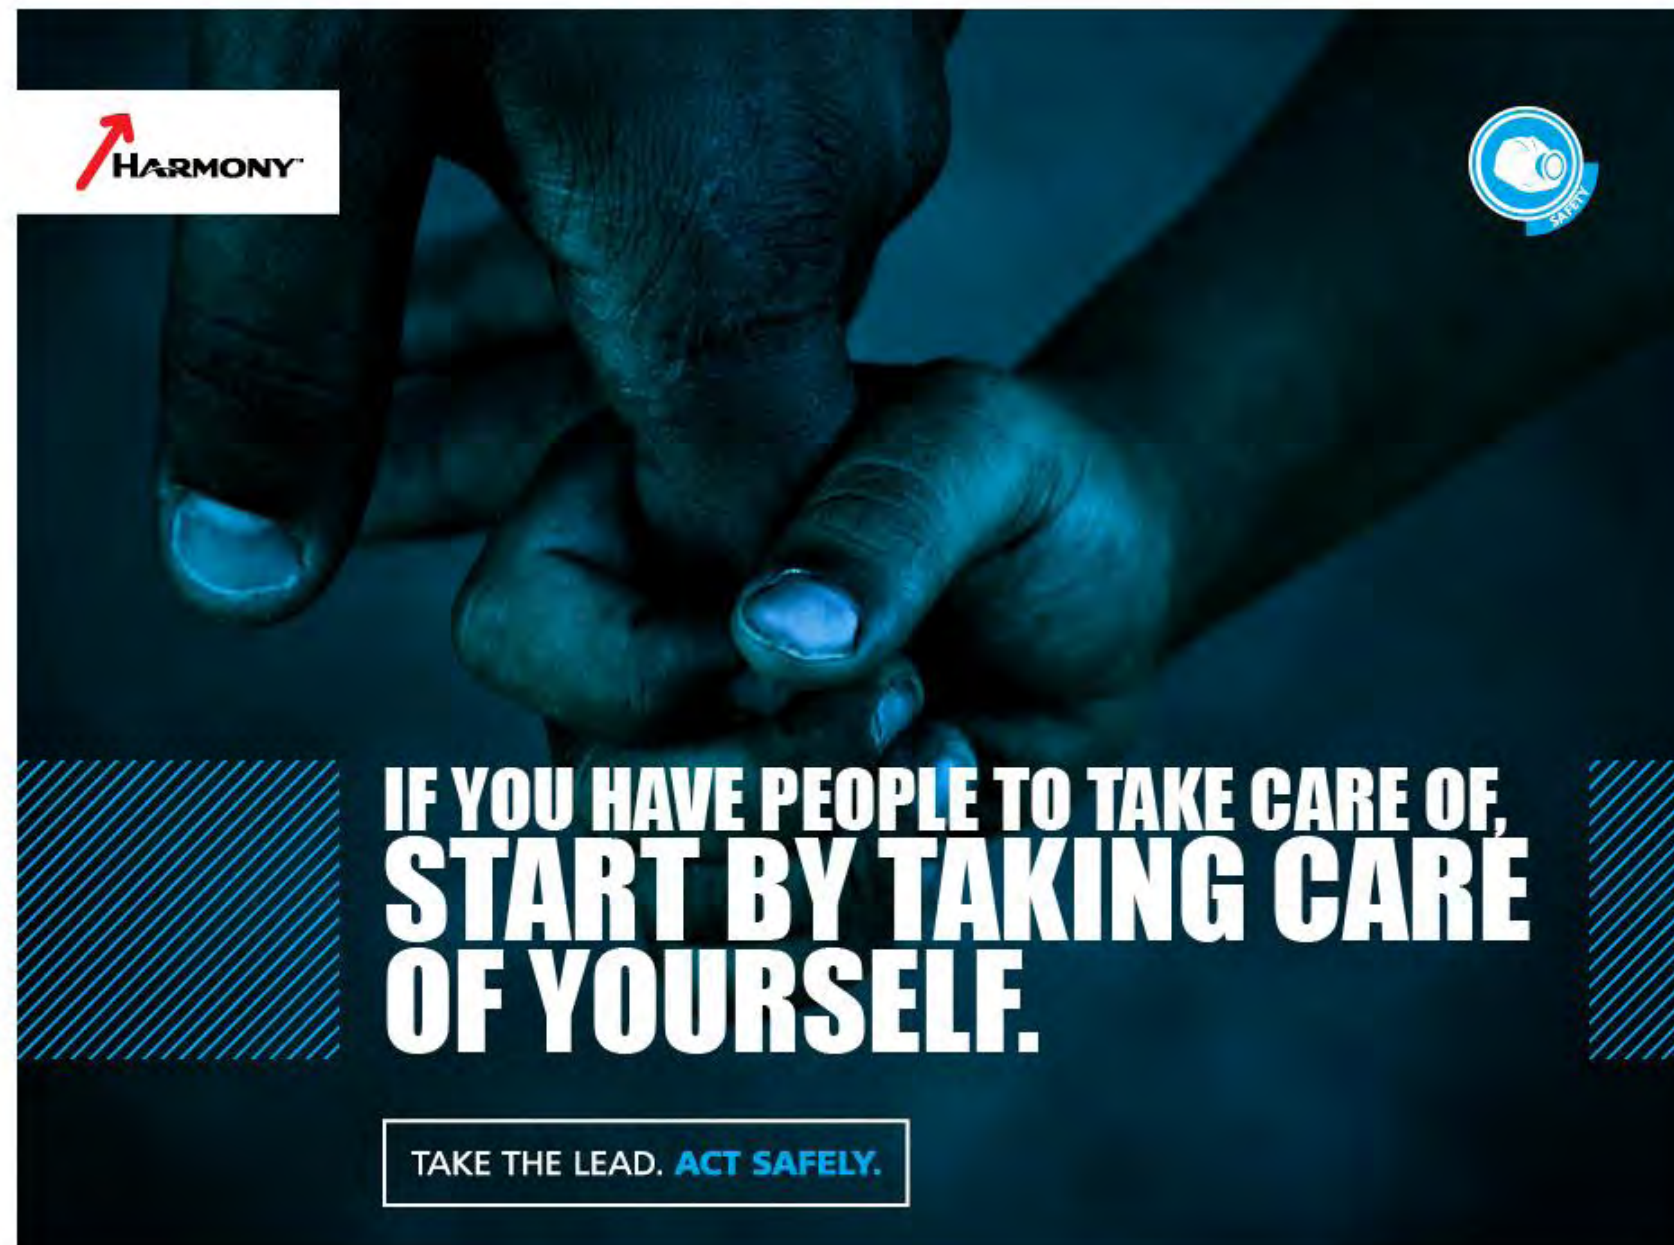 HARMONY™
SAFETY
IF YOU HAVE PEOPLE TO TAKE CARE OF,
START BY TAKING CARE
OF YOURSELF.
TAKE THE LEAD. ACT SAFELY.